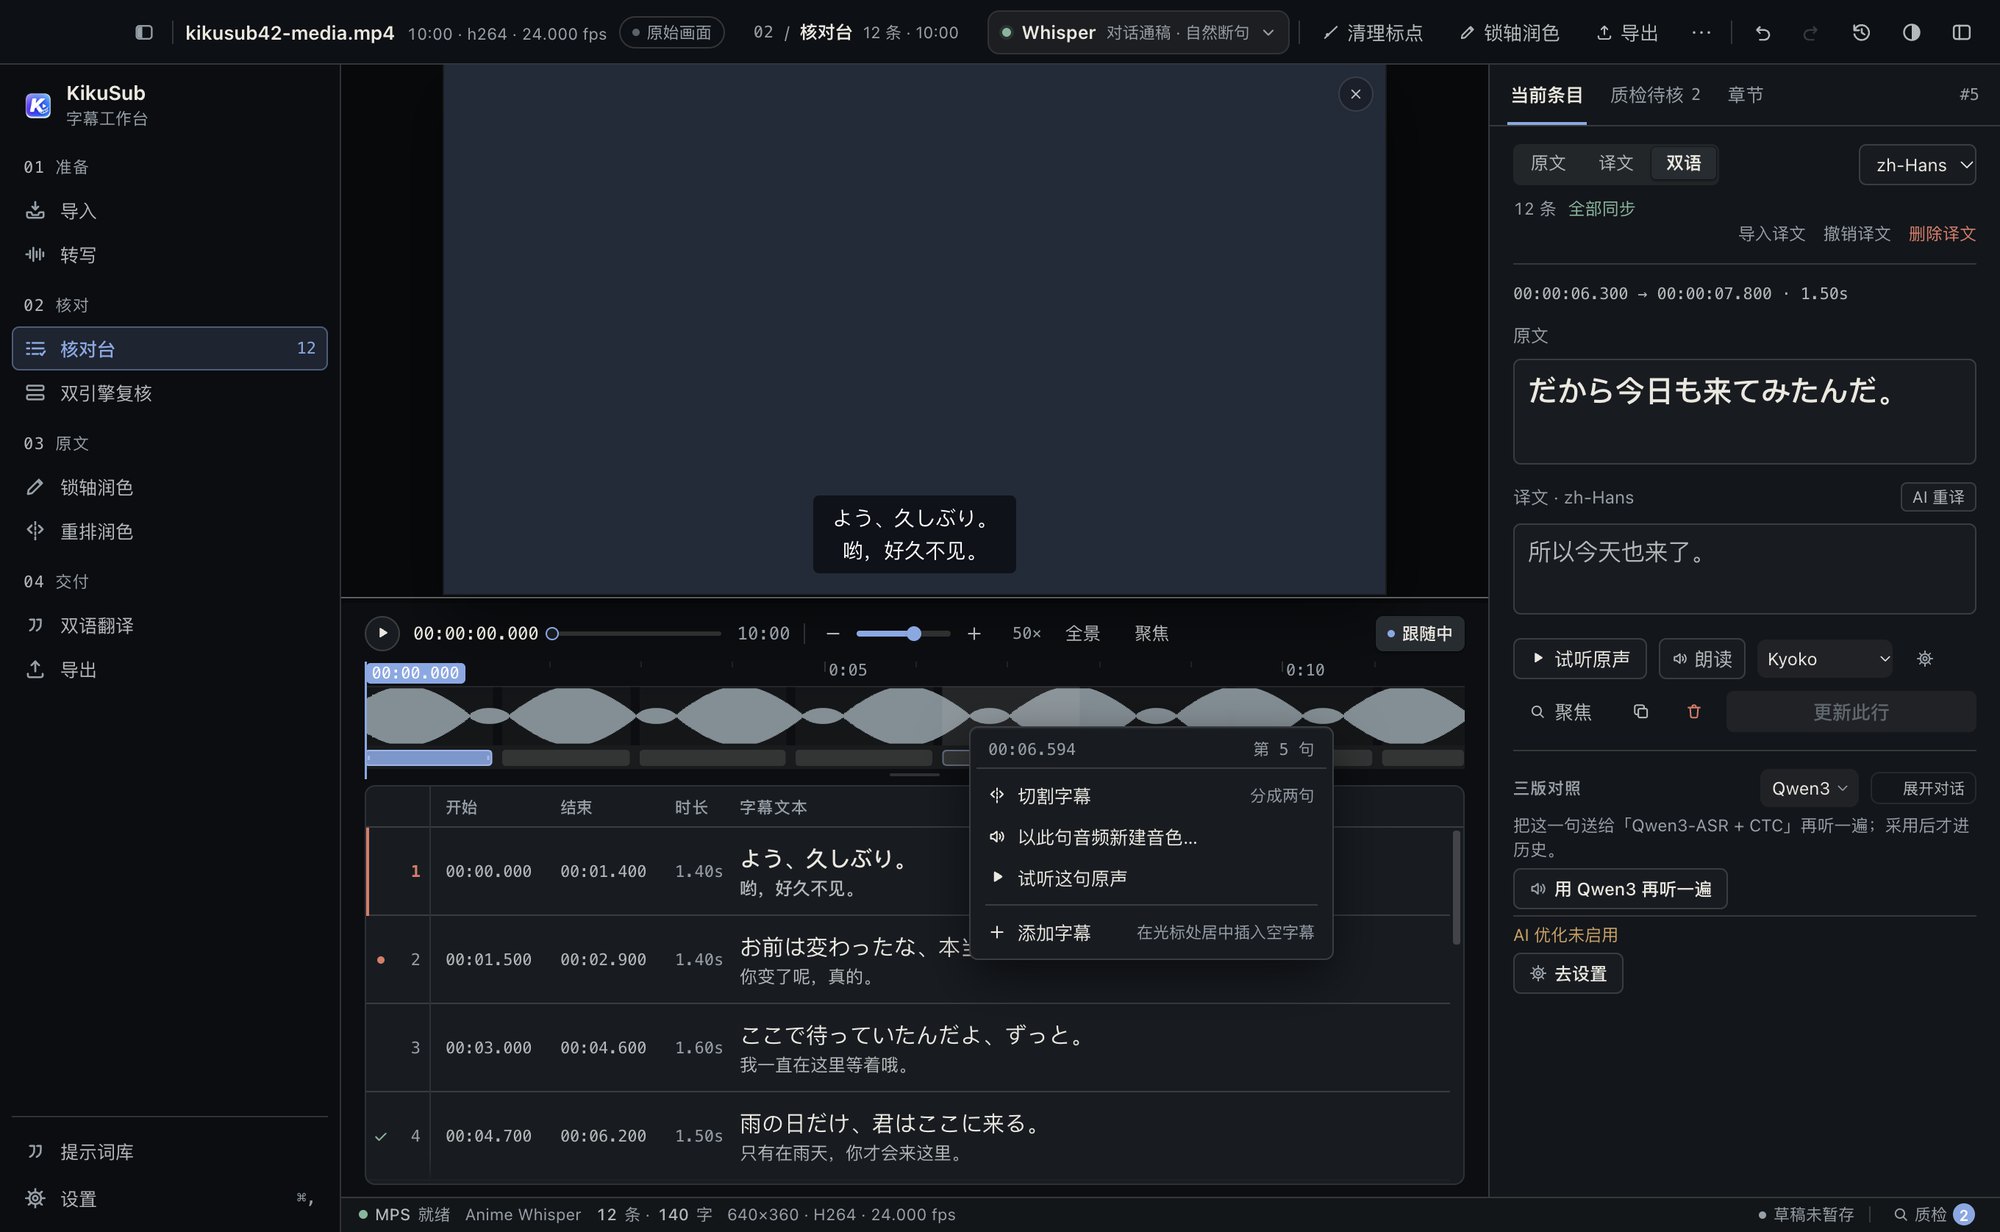 kikusub42-media.mp4 10:00 · h264 · 24.000 fps 原始画面 02 / 核对台 12 条 · 10:00 Whisper 对话通稿 · 自然断句 清理标点 锁轴润色 导出 ···
KikuSub
字幕工作台
01 准备
导入
转写
02 核对
核对台 12
双引擎复核
03 原文
锁轴润色
重排润色
04 交付
双语翻译
导出
提示词库
设置 ⌘,
よう、久しぶり。
哟，好久不见。
00:00:00.000 10:00 50× 全景 聚焦 跟随中
00:00.000 0:05 0:10
00:06.594 第 5 句
切割字幕 分成两句
以此句音频新建音色...
试听这句原声
添加字幕 在光标处居中插入空字幕
开始 结束 时长 字幕文本
1 00:00.000 00:01.400 1.40s よう、久しぶり。
哟，好久不见。
2 00:01.500 00:02.900 1.40s お前は変わったな、本
你变了呢，真的。
3 00:03.000 00:04.600 1.60s ここで待っていたんだよ、ずっと。
我一直在这里等着哦。
4 00:04.700 00:06.200 1.50s 雨の日だけ、君はここに来る。
只有在雨天，你才会来这里。
当前条目 质检待核 2 章节 #5
原文 译文 双语 zh-Hans
12 条 全部同步
导入译文 撤销译文 删除译文
00:00:06.300 → 00:00:07.800 · 1.50s
原文
だから今日も来てみたんだ。
译文 · zh-Hans AI 重译
所以今天也来了。
试听原声 朗读 Kyoko
聚焦 更新此行
三版对照 Qwen3 展开对话
把这一句送给「Qwen3-ASR + CTC」再听一遍；采用后才进
历史。
用 Qwen3 再听一遍
AI 优化未启用
去设置
MPS 就绪 Anime Whisper 12 条 · 140 字 640×360 · H264 · 24.000 fps 草稿未暂存 质检 2